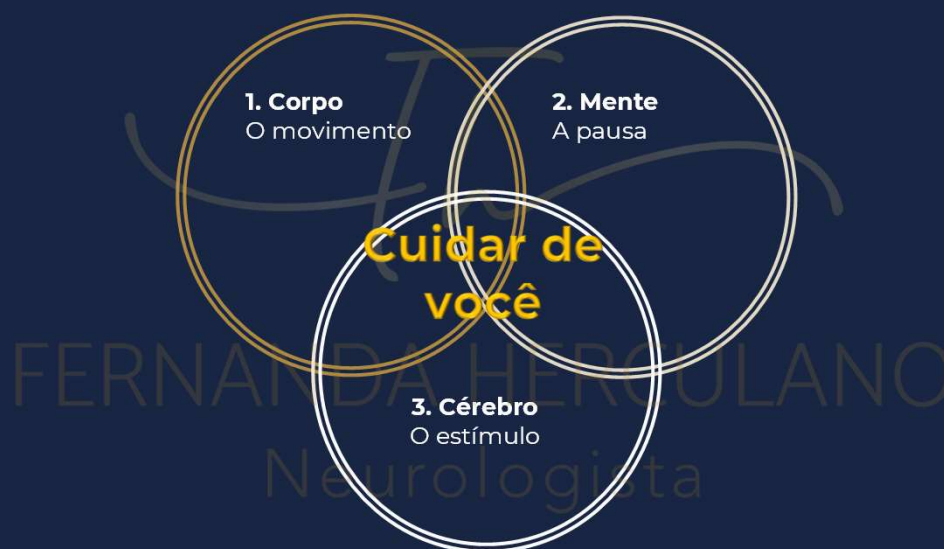 1. Corpo
O movimento
2. Mente
A pausa
Cuidar de
você
FERNANDA HERCULANO
3. Cérebro
O estímulo
Neurologista